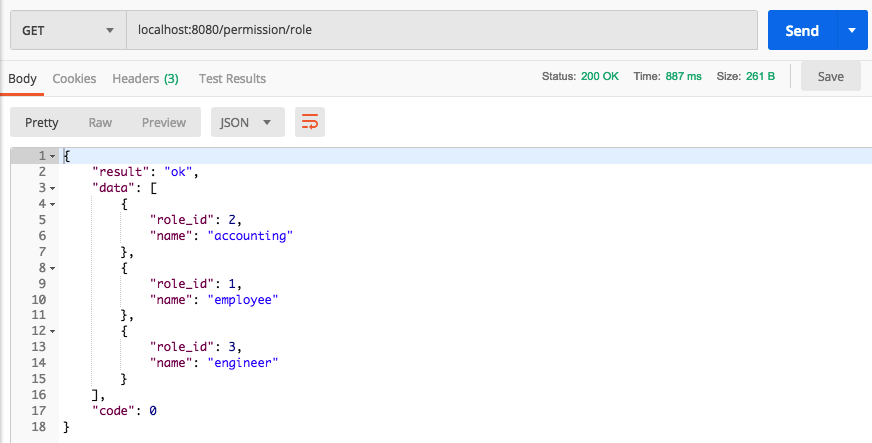 GET localhost:8080/permission/role Send
Body Cookies Headers (3) Test Results Status: 200 OK Time: 887 ms Size: 261 B Save
Pretty Raw Preview JSON
1 {
2 "result": "ok",
3 "data": [
4 {
5 "role_id": 2,
6 "name": "accounting"
7 },
8 {
9 "role_id": 1,
10 "name": "employee"
11 },
12 {
13 "role_id": 3,
14 "name": "engineer"
15 }
16 ],
17 "code": 0
18 }